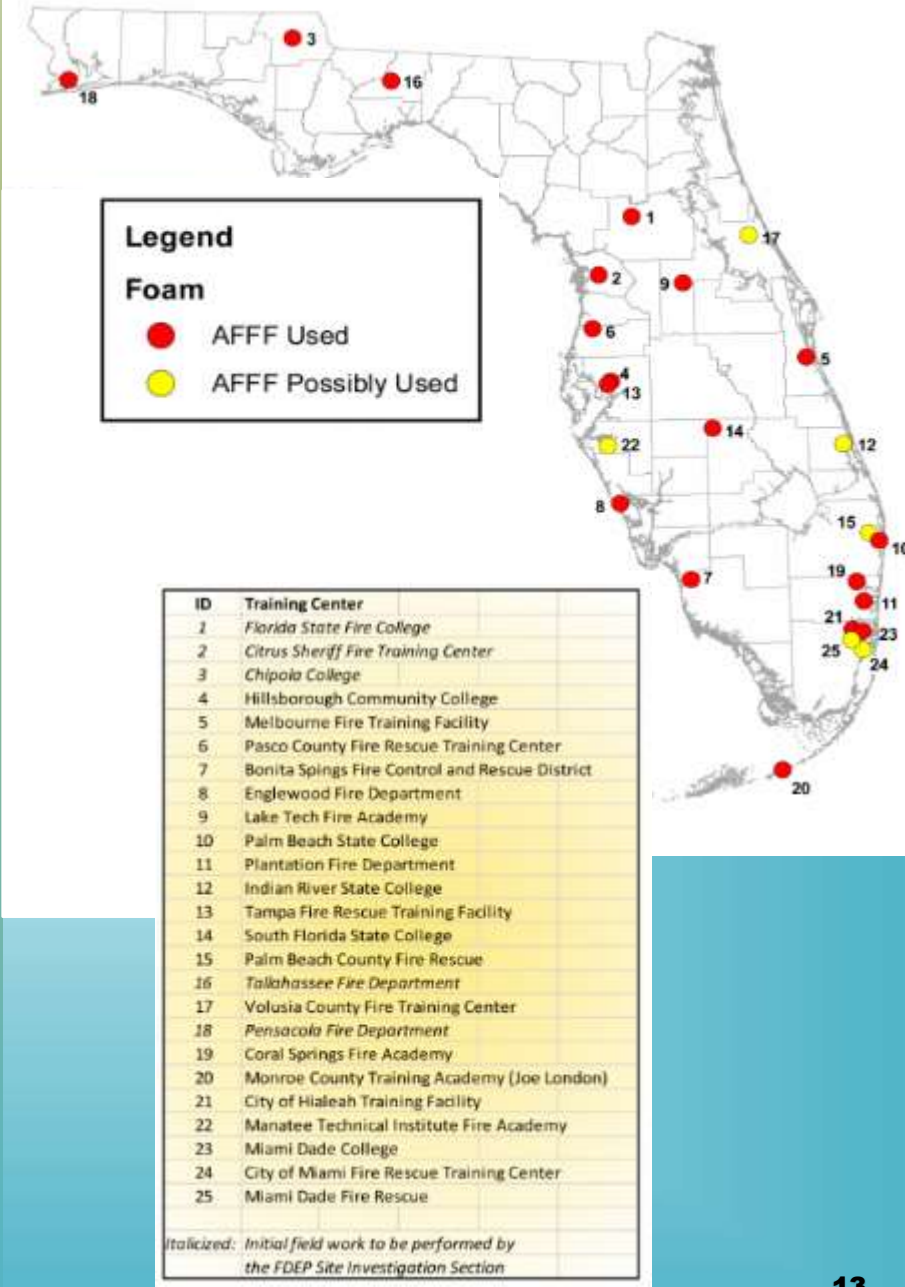 3
16
18
1
17
2
9
6
5
4
13
14
22
12
8
15
10
7
19
11
21
23
25
24
20
Legend
Foam
AFFF Used
AFFF Possibly Used
ID Training Center
1 Florida State Fire College
2 Citrus Sheriff Fire Training Center
3 Chipola College
4 Hillsborough Community College
5 Melbourne Fire Training Facility
6 Pasco County Fire Rescue Training Center
7 Bonita Spings Fire Control and Rescue District
8 Englewood Fire Department
9 Lake Tech Fire Academy
10 Palm Beach State College
11 Plantation Fire Department
12 Indian River State College
13 Tampa Fire Rescue Training Facility
14 South Florida State College
15 Palm Beach County Fire Rescue
16 Tallahassee Fire Department
17 Volusia County Fire Training Center
18 Pensacola Fire Department
19 Coral Springs Fire Academy
20 Monroe County Training Academy (Joe London)
21 City of Hialeah Training Facility
22 Manatee Technical Institute Fire Academy
23 Miami Dade College
24 City of Miami Fire Rescue Training Center
25 Miami Dade Fire Rescue
Italicized: Initial field work to be performed by
the FDEP Site Investigation Section
13